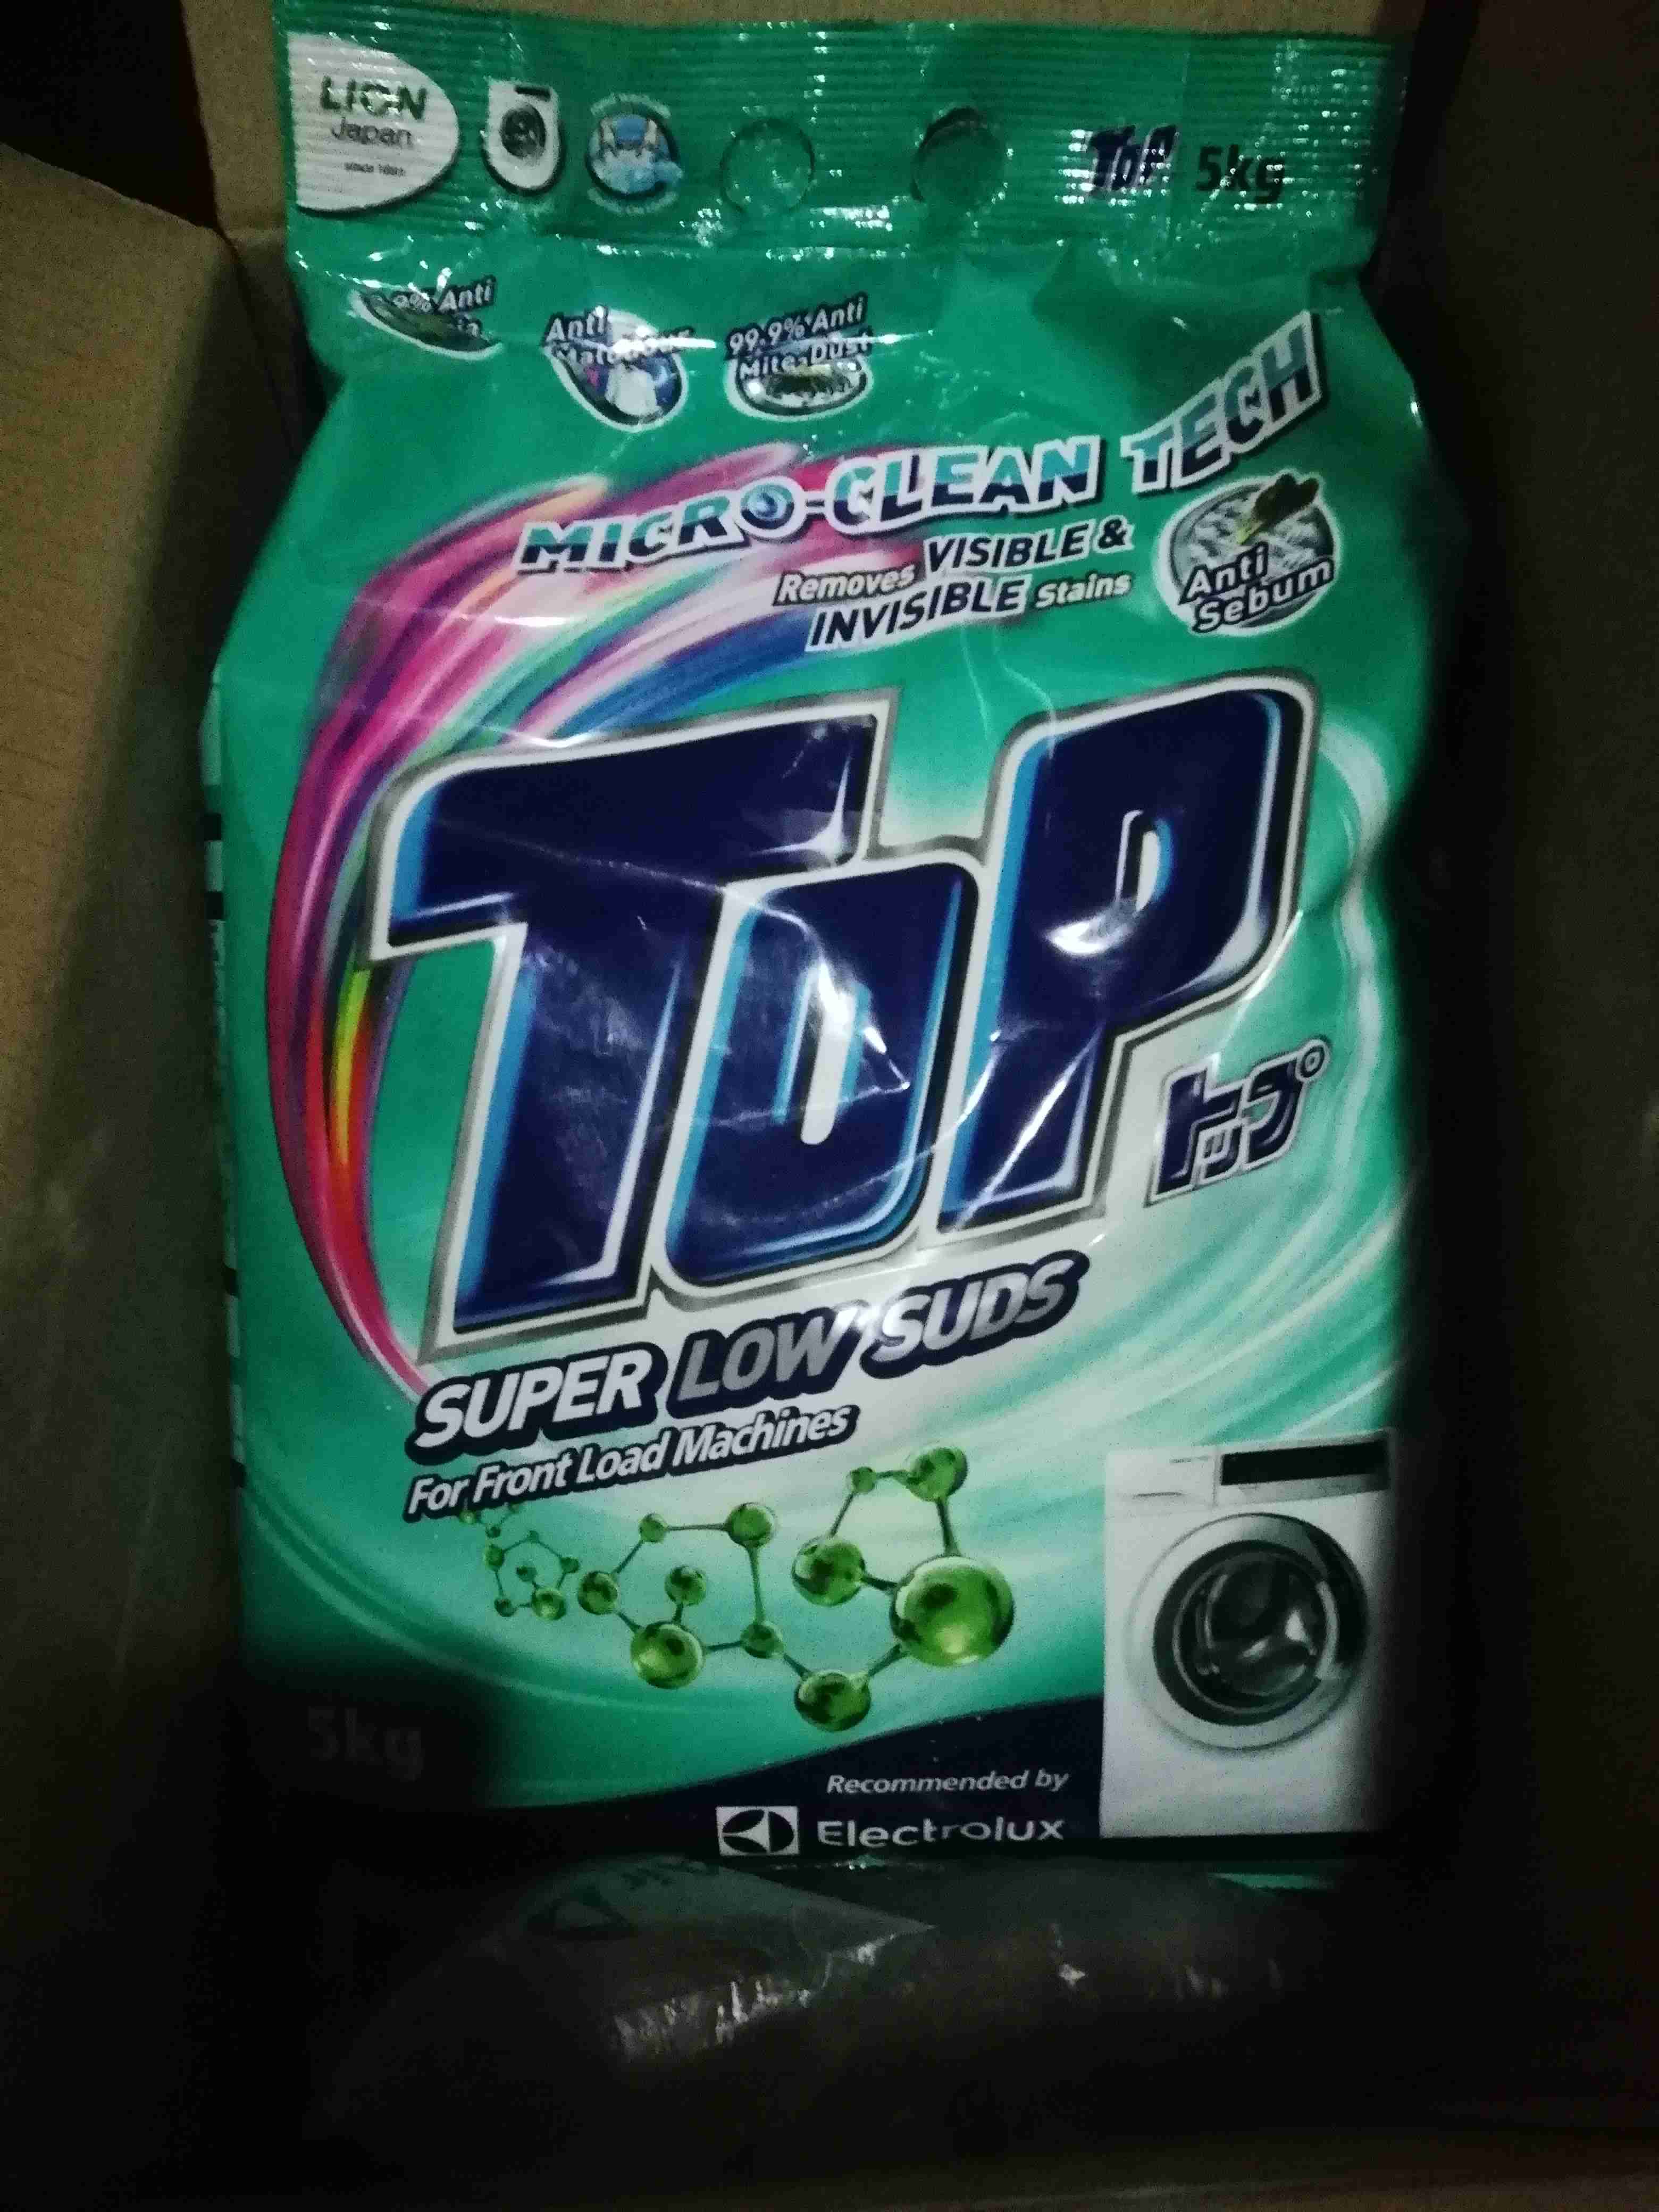 LION
Japan
TOP 5kg
Anti
Anti
Malodour
99.9% Anti
Mite-Dust
MICRO-CLEAN TECH
Removes VISIBLE &
INVISIBLE Stains
Anti
Sebum
TOP
トップ
SUPER LOW SUDS
For Front Load Machines
5kg
Recommended by
Electrolux